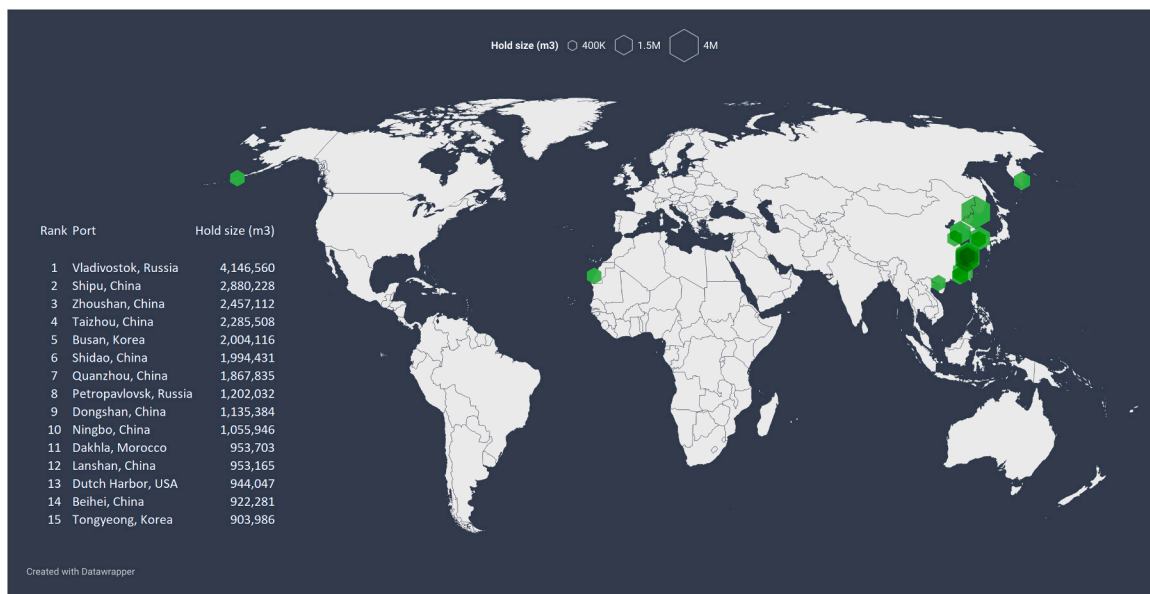 Hold size (m3) 400K 1.5M 4M
Rank Port Hold size (m3)
1 Vladivostok, Russia 4,146,560
2 Shipu, China 2,880,228
3 Zhoushan, China 2,457,112
4 Taizhou, China 2,285,508
5 Busan, Korea 2,004,116
6 Shidao, China 1,994,431
7 Quanzhou, China 1,867,835
8 Petropavlovsk, Russia 1,202,032
9 Dongshan, China 1,135,384
10 Ningbo, China 1,055,946
11 Dakhla, Morocco 953,703
12 Lanshan, China 953,165
13 Dutch Harbor, USA 944,047
14 Beihei, China 922,281
15 Tongyeong, Korea 903,986
Created with Datawrapper